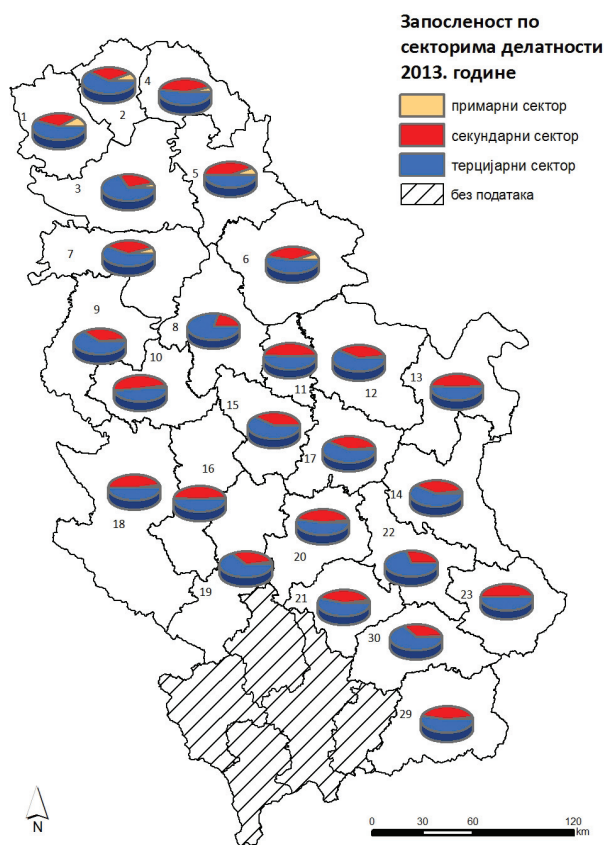 Запосленост по
секторима делатности
2013. године
примарни сектор
секундарни сектор
терцијарни сектор
без података
4
1
2
5
3
7
6
9
8
10
11
12
13
15
17
16
14
18
20
22
19
21
23
30
29
N
0 30 60 120
km